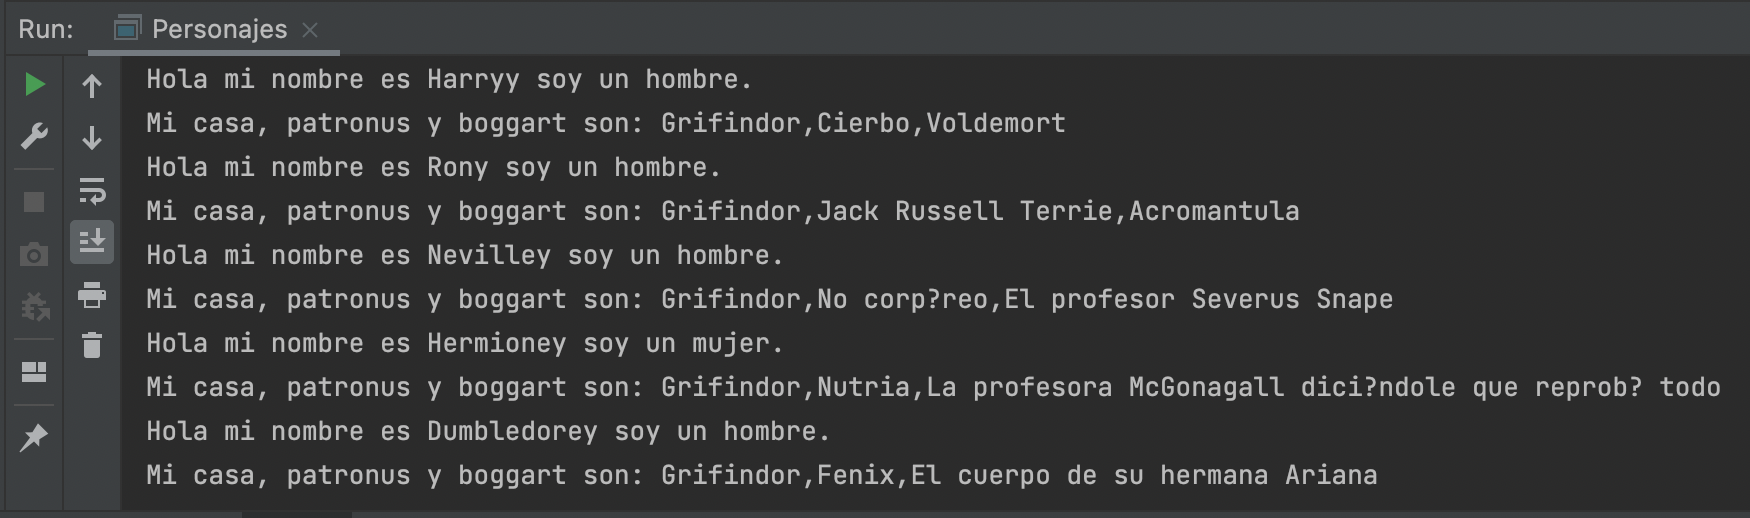 Run: Personajes
Hola mi nombre es Harryy soy un hombre.
Mi casa, patronus y boggart son: Grifindor,Cierbo,Voldemort
Hola mi nombre es Rony soy un hombre.
Mi casa, patronus y boggart son: Grifindor,Jack Russell Terrie,Acromantula
Hola mi nombre es Nevilley soy un hombre.
Mi casa, patronus y boggart son: Grifindor,No corp?reo,El profesor Severus Snape
Hola mi nombre es Hermioney soy un mujer.
Mi casa, patronus y boggart son: Grifindor,Nutria,La profesora McGonagall dici?ndole que reprob? todo
Hola mi nombre es Dumbledorey soy un hombre.
Mi casa, patronus y boggart son: Grifindor,Fenix,El cuerpo de su hermana Ariana